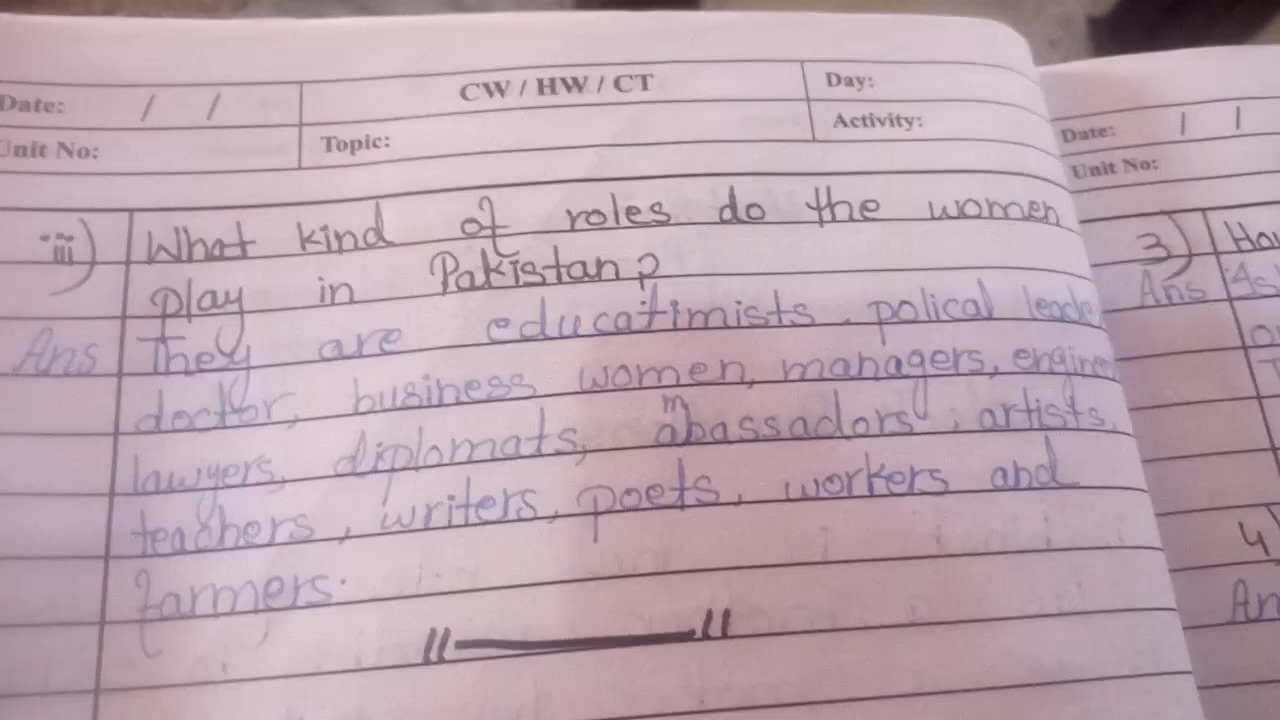 CW / HW / CT
Day:
Date: / /
Activity:
Unit No:
Topic:
iii) What kind of roles do the women
play in Pakistan?
Ans They are educatimists, polical leade
doctor, business women, managers, engine
lawyers, diplomats, ambassadors, artists,
teachers, writers, poets, workers and
farmers.
Date: / /
Unit No:
3)
Ans As
4)
An